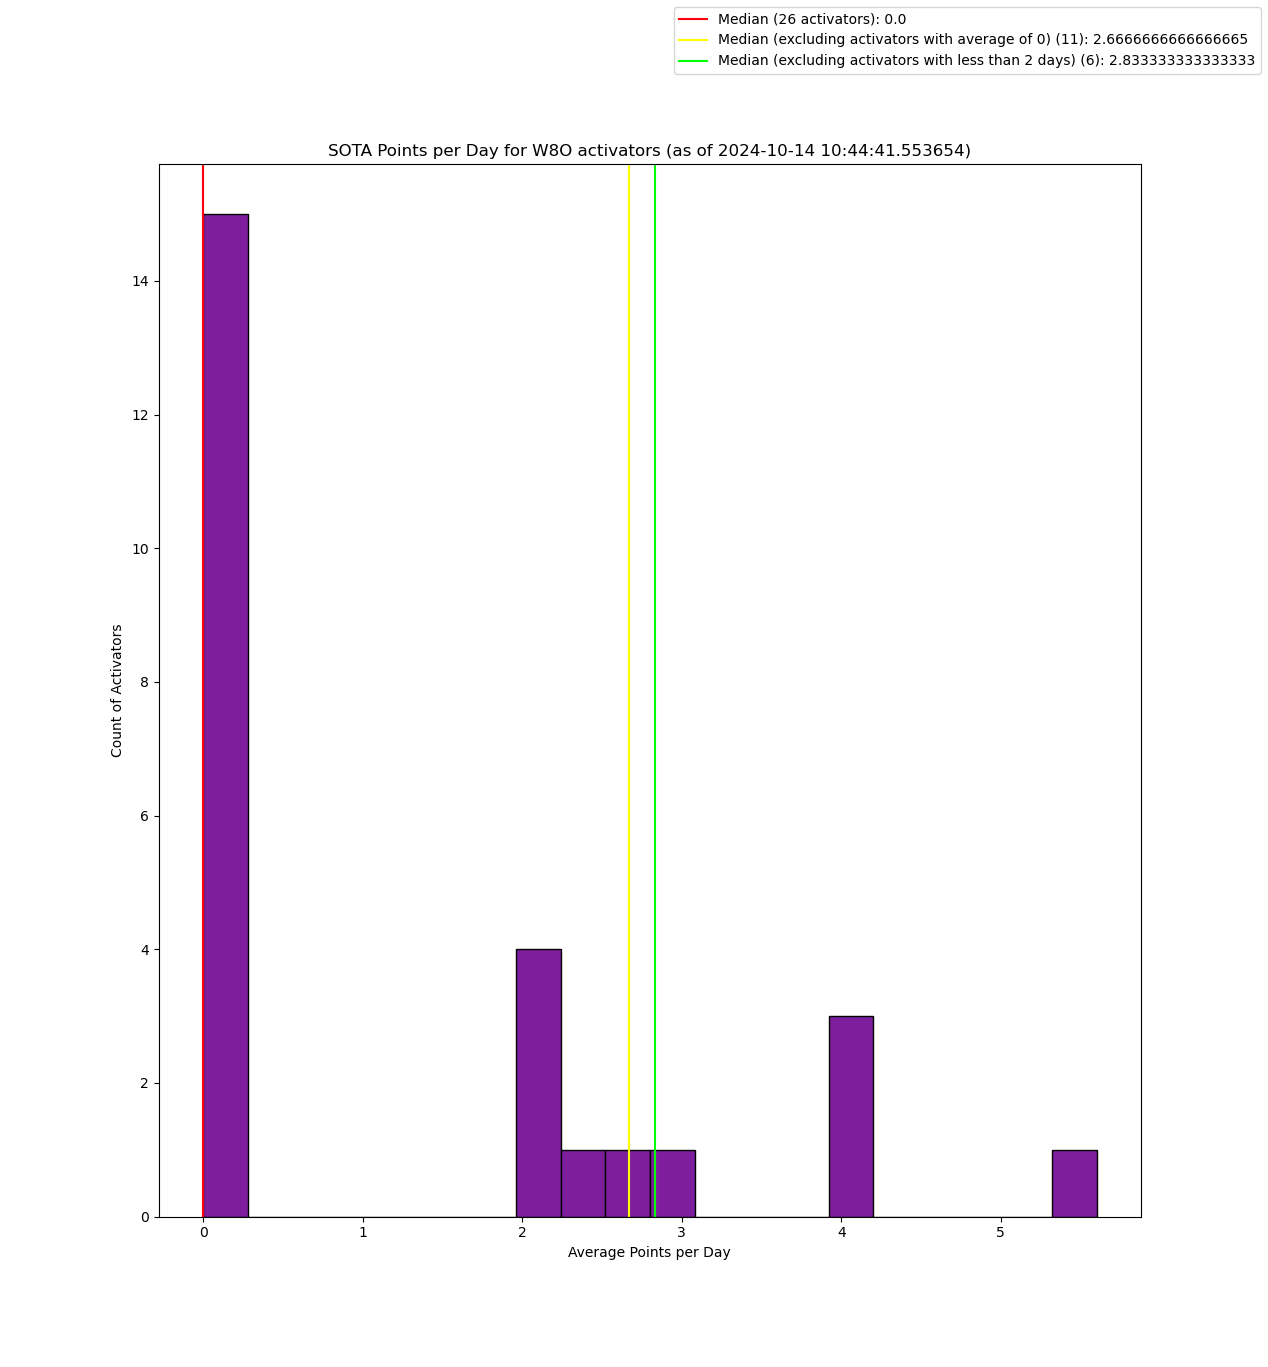 Median (26 activators): 0.0
Median (excluding activators with average of 0) (11): 2.6666666666666665
Median (excluding activators with less than 2 days) (6): 2.833333333333333
SOTA Points per Day for W8O activators (as of 2024-10-14 10:44:41.553654)
14
12
10
8
6
4
2
0
Count of Activators
0 1 2 3 4 5
Average Points per Day